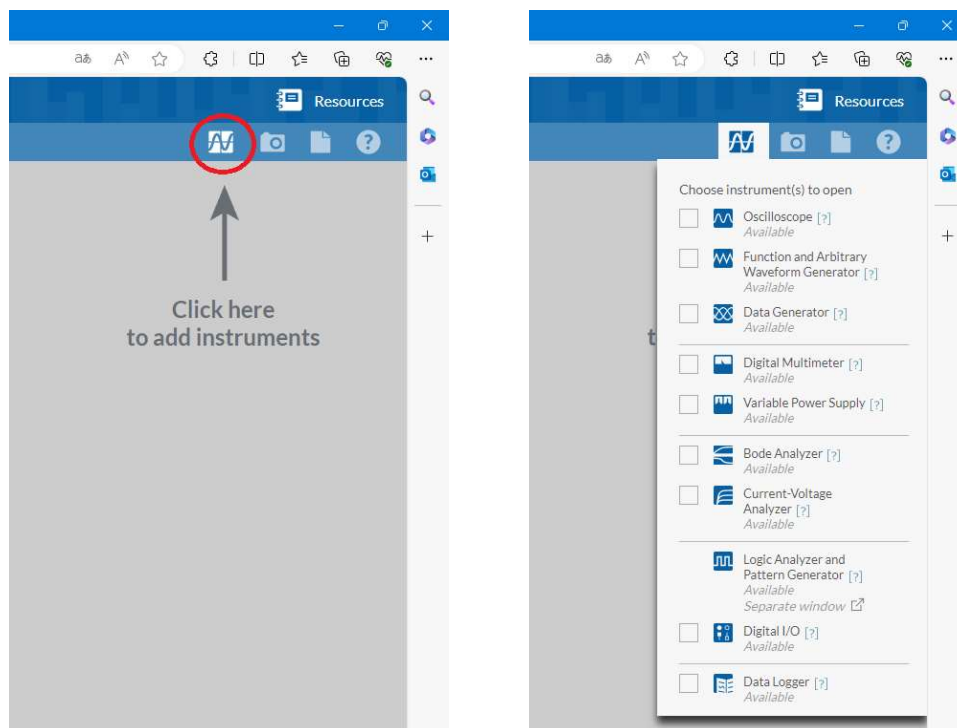 aあ A
Resources
Click here
to add instruments
aあ A
Resources
Choose instrument(s) to open
Oscilloscope [?]
Available
Function and Arbitrary
Waveform Generator [?]
Available
Data Generator [?]
Available
t
Digital Multimeter [?]
Available
Variable Power Supply [?]
Available
Bode Analyzer [?]
Available
Current-Voltage
Analyzer [?]
Available
Logic Analyzer and
Pattern Generator [?]
Available
Separate window
Digital I/O [?]
Available
Data Logger [?]
Available